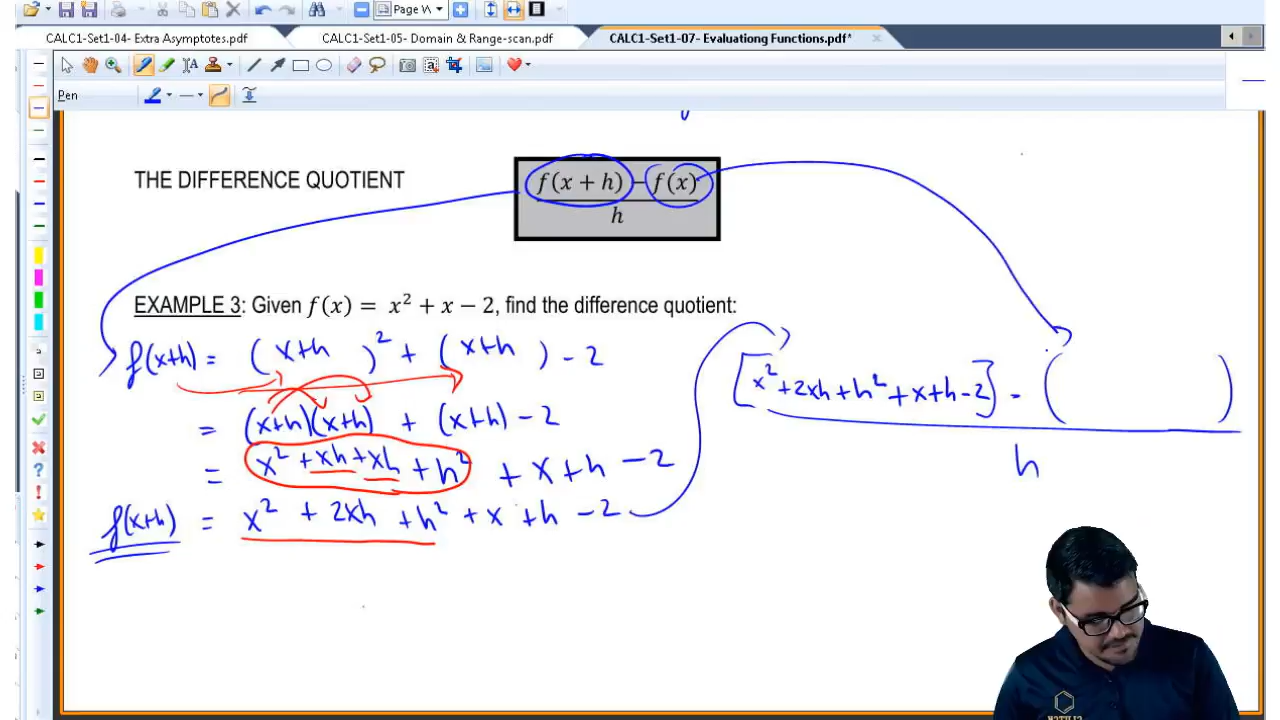 Page W
CALC1-Set1-04- Extra Asymptotes.pdf
CALC1-Set1-05- Domain & Range-scan.pdf
CALC1-Set1-07- Evaluationg Functions.pdf*
Pen
THE DIFFERENCE QUOTIENT
f(x + h) − f(x)
h
EXAMPLE 3: Given f(x) = x² + x − 2, find the difference quotient:
f(x+h) = (x+h)² + (x+h) - 2
= (x+h)(x+h) + (x+h) - 2
= x² + xh + xh + h² + x + h - 2
f(x+h) = x² + 2xh + h² + x + h - 2
[x² + 2xh + h² + x + h - 2] - ( )
h